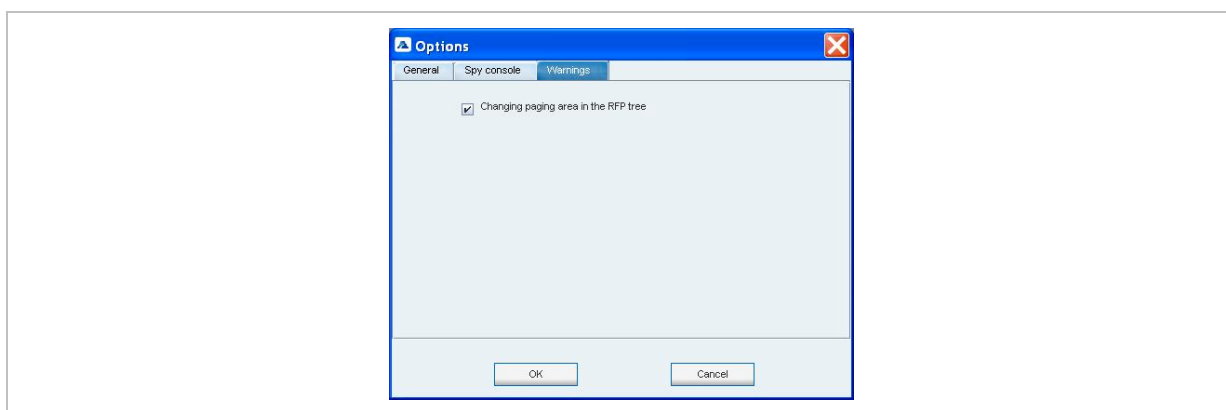 Options
General Spy console Warnings
Changing paging area in the RFP tree
OK Cancel